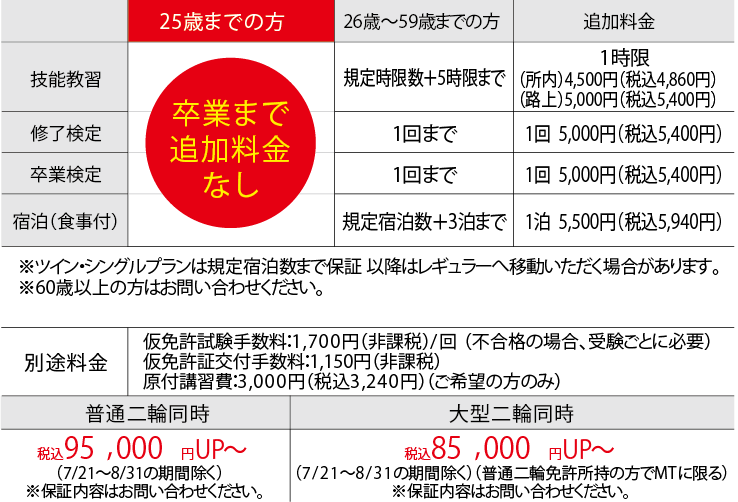 25歳までの方 26歳～59歳までの方 追加料金
技能教習 規定時限数＋5時限まで 1時限
（所内）4,500円（税込4,860円）
（路上）5,000円（税込5,400円）
卒業まで
追加料金
なし
修了検定 1回まで 1回 5,000円（税込5,400円）
卒業検定 1回まで 1回 5,000円（税込5,400円）
宿泊（食事付） 規定宿泊数＋3泊まで 1泊 5,500円（税込5,940円）
※ツイン・シングルプランは規定宿泊数まで保証 以降はレギュラーへ移動いただく場合があります。
※60歳以上の方はお問い合わせください。
別途料金
仮免許試験手数料：1,700円（非課税）/回（不合格の場合、受験ごとに必要）
仮免許証交付手数料：1,150円（非課税）
原付講習費：3,000円（税込3,240円）（ご希望の方のみ）
普通二輪同時
税込95,000円UP～
（7/21～8/31の期間除く）
※保証内容はお問い合わせください。
大型二輪同時
税込85,000円UP～
（7/21～8/31の期間除く）（普通二輪免許所持の方でMTに限る）
※保証内容はお問い合わせください。